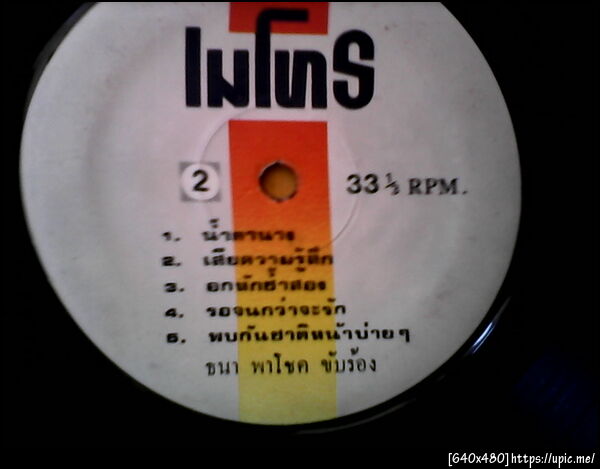 ไมโทร
2
33 ⅓ RPM.
1. น้ำตานาง
2. เสียความรู้สึก
3. อกหักซ้ำสอง
4. รอจนกว่าจะรัก
5. พบกันชาติหน้าบ่ายๆ
ธนา พาโชค ขับร้อง
[640x480]https://upic.me/